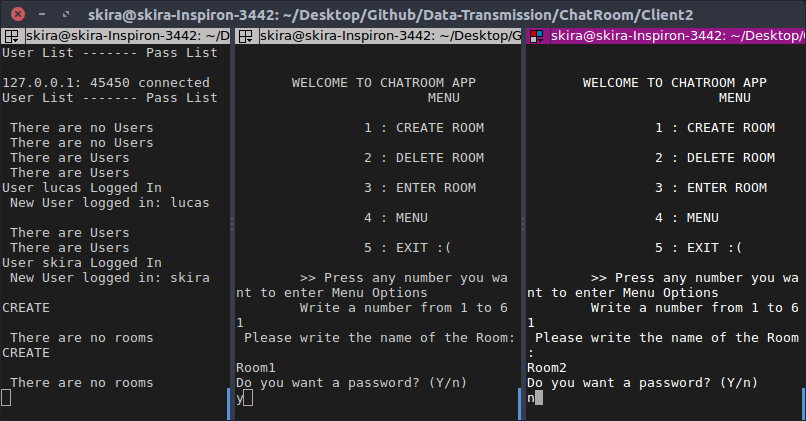 skira@skira-Inspiron-3442: ~/Desktop/Github/Data-Transmission/ChatRoom/Client2
skira@skira-Inspiron-3442: ~/D
User List ------- Pass List
127.0.0.1: 45450 connected
User List ------- Pass List
There are no Users
There are no Users
There are Users
There are Users
User lucas Logged In
New User logged in: lucas
There are Users
There are Users
User skira Logged In
New User logged in: skira
CREATE
There are no rooms
CREATE
There are no rooms
skira@skira-Inspiron-3442: ~/Desktop/G
WELCOME TO CHATROOM APP
MENU
1 : CREATE ROOM
2 : DELETE ROOM
3 : ENTER ROOM
4 : MENU
5 : EXIT :(
>> Press any number you wa
nt to enter Menu Options
Write a number from 1 to 6
1
Please write the name of the Room:
Room1
Do you want a password? (Y/n)
y
skira@skira-Inspiron-3442: ~/Desktop/G
WELCOME TO CHATROOM APP
MENU
1 : CREATE ROOM
2 : DELETE ROOM
3 : ENTER ROOM
4 : MENU
5 : EXIT :(
>> Press any number you wa
nt to enter Menu Options
Write a number from 1 to 6
1
Please write the name of the Room
:
Room2
Do you want a password? (Y/n)
n